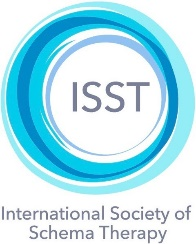 ISST
International Society of
Schema Therapy